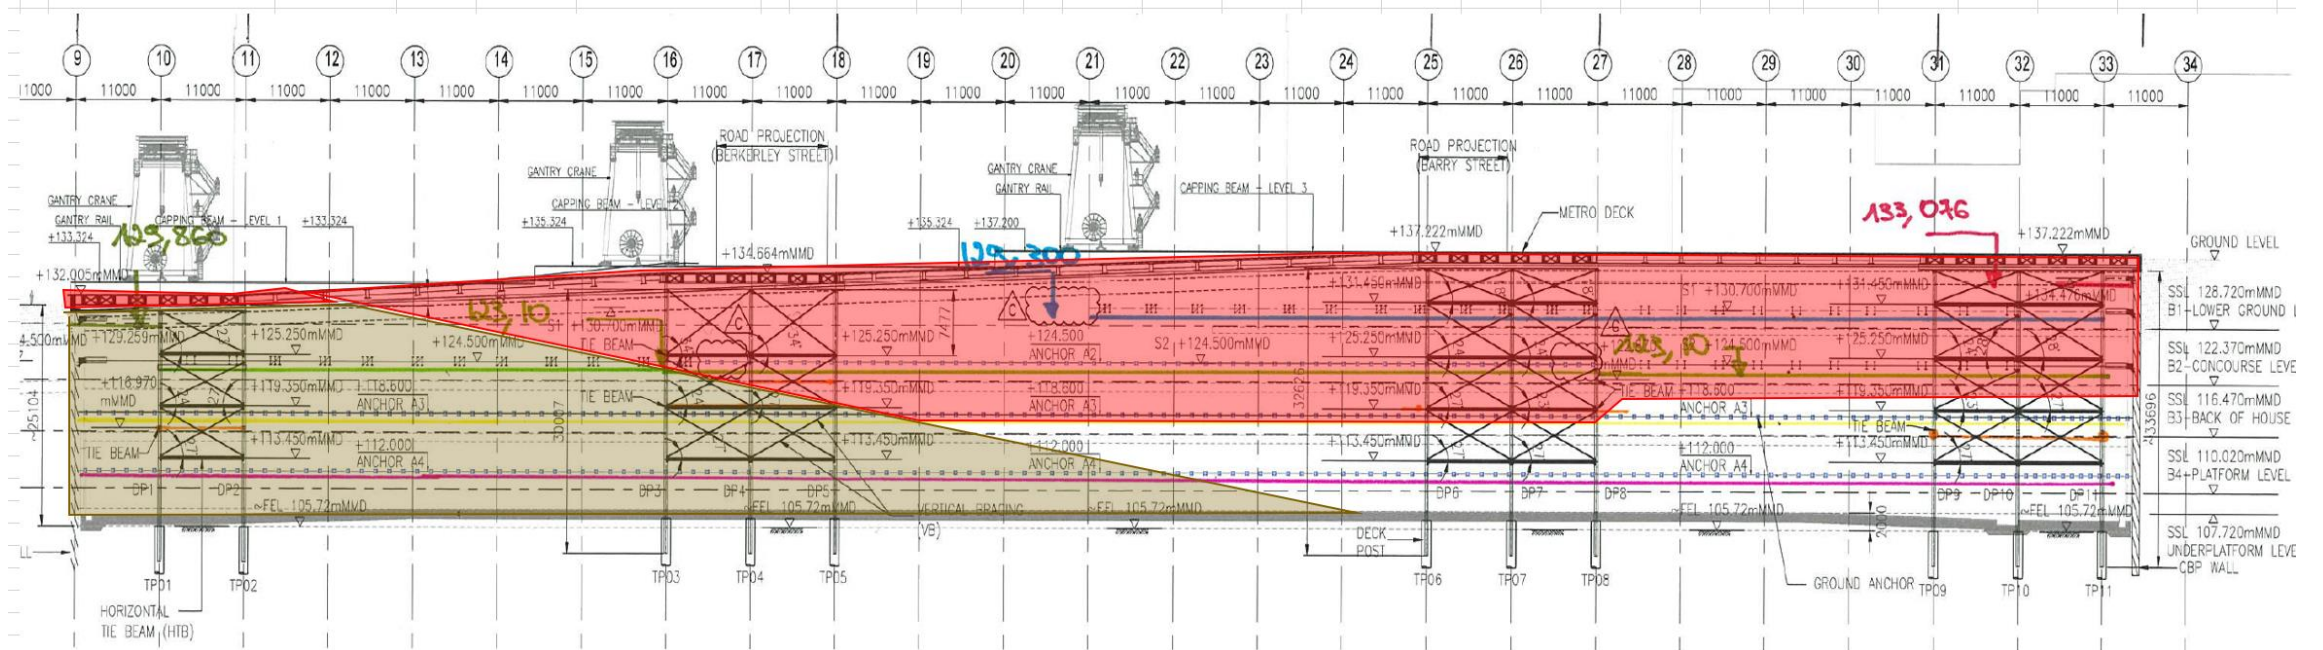 9 10 11 12 13 14 15 16 17 18 19 20 21 22 23 24 25 26 27 28 29 30 31 32 33 34
11000 11000 11000 11000 11000 11000 11000 11000 11000 11000 11000 11000 11000 11000 11000 11000 11000 11000 11000 11000 11000 11000 11000 11000 11000 11000
ROAD PROJECTION
(BERKERLEY STREET)
ROAD PROJECTION
(BARRY STREET)
GANTRY CRANE
GANTRY RAIL
CAPPING BEAM - LEVEL 1
+133.324
+133.324
129,860
+132.005mMMD
GANTRY CRANE
CAPPING BEAM - LEVEL
+135.324
+134.664mMMD
GANTRY CRANE
GANTRY RAIL
CAPPING BEAM - LEVEL 3
+135.324
+137.200
129,200
+137.222mMMD
METRO DECK
133,076
+137.222mMMD
GROUND LEVEL
SSL 128.720mMMD
B1-LOWER GROUND L
SSL 122.370mMMD
B2-CONCOURSE LEVE
SSL 116.470mMMD
B3-BACK OF HOUSE
SSL 110.020mMMD
B4-PLATFORM LEVEL
SSL 107.720mMMD
UNDERPLATFORM LEVE
CBP WALL
123,10
S1 +130.700mMMD
TIE BEAM
C
7477
C
+131.450mMMD
S1 +130.700mMMD
+131.450mMMD
+134.476mMMD
4.500mMMD
+129.259mMMD
+125.250mMMD
+124.500mMMD
+125.250mMMD
+124.500
ANCHOR A2
S2 +124.500mMMD
+125.250mMMD
C
123,10
+124.500mMMD
+125.250mMMD
+118.970
mMMD
+119.350mMMD
+118.600
ANCHOR A3
TIE BEAM
+119.350mMMD
+118.600
ANCHOR A3
+119.350mMMD
TIE BEAM
+118.600
ANCHOR A3
+119.350mMMD
~25104
30007
32626
~33696
TIE BEAM
+113.450mMMD
+112.000
ANCHOR A4
+113.450mMMD
+112.000
ANCHOR A4
+113.450mMMD
TIE BEAM
+112.000
ANCHOR A4
+113.450mMMD
DP1 DP2 DP3 DP4 DP5 DP6 DP7 DP8 DP9 DP10 DP11
~FEL 105.72mMMD
~FEL 105.72mMMD
VERTICAL BRACING
(VB)
~FEL 105.72mMMD
~FEL 105.72mMMD
2000
~FEL 105.72mMMD
LL
DECK
POST
GROUND ANCHOR
TP01 TP02 TP03 TP04 TP05 TP06 TP07 TP08 TP09 TP10 TP11
HORIZONTAL
TIE BEAM (HTB)